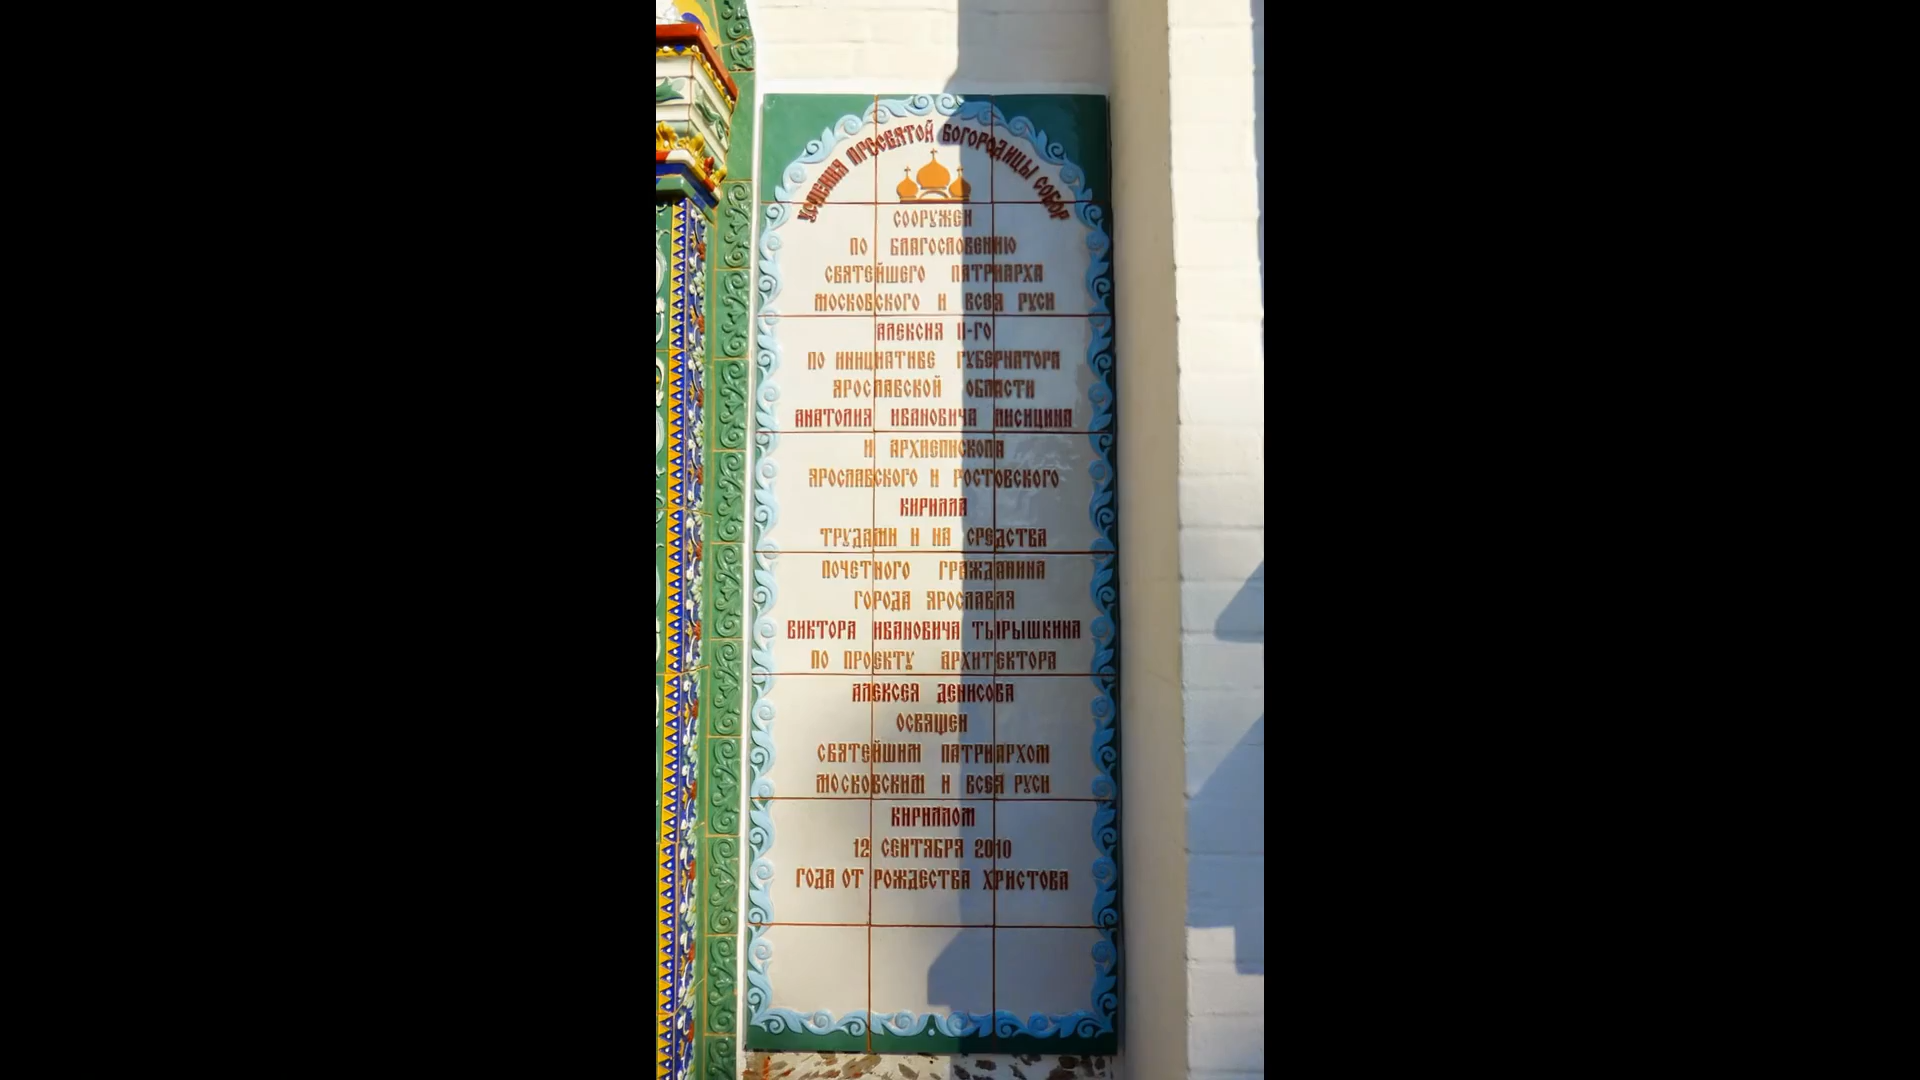 УСПЕНИЯ ПРЕСВЯТОЙ БОГОРОДИЦЫ СОБОР
СООРУЖЕН
ПО БЛАГОСЛОВЕНИЮ
СВЯТЕЙШЕГО ПАТРИАРХА
МОСКОВСКОГО И ВСЕЯ РУСИ
АЛЕКСИЯ II-ГО
ПО ИНИЦИАТИВЕ ГУБЕРНАТОРА
ЯРОСЛАВСКОЙ ОБЛАСТИ
АНАТОЛИЯ ИВАНОВИЧА ЛИСИЦИНА
И АРХИЕПИСКОПА
ЯРОСЛАВСКОГО И РОСТОВСКОГО
КИРИЛЛА
ТРУДАМИ И НА СРЕДСТВА
ПОЧЕТНОГО ГРАЖДАНИНА
ГОРОДА ЯРОСЛАВЛЯ
ВИКТОРА ИВАНОВИЧА ТЫРЫШКИНА
ПО ПРОЕКТУ АРХИТЕКТОРА
АЛЕКСЕЯ ДЕНИСОВА
ОСВЯЩЕН
СВЯТЕЙШИМ ПАТРИАРХОМ
МОСКОВСКИМ И ВСЕЯ РУСИ
КИРИЛЛОМ
12 СЕНТЯБРЯ 2010
ГОДА ОТ РОЖДЕСТВА ХРИСТОВА